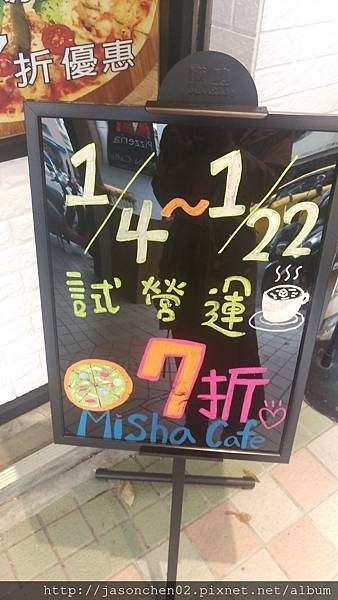 折優惠
Pizzeria
1/4~1/22
試營運
7折
Misha Cafe
http://jasonchen02.pixnet.net/album